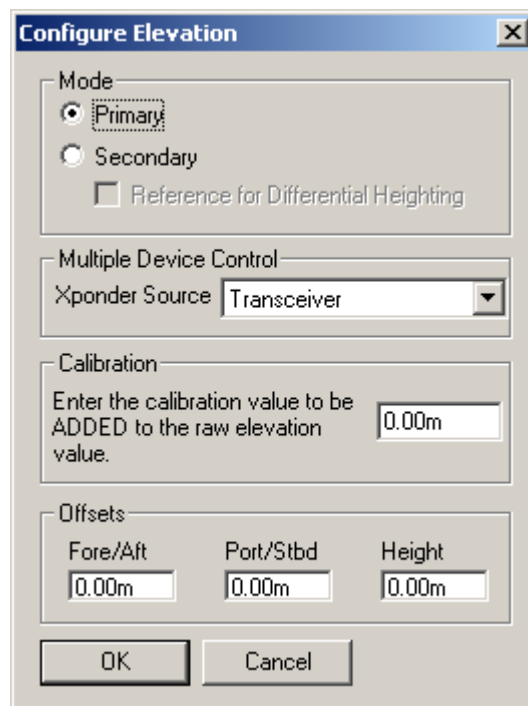 Configure Elevation
Mode
Primary
Secondary
Reference for Differential Heighting
Multiple Device Control
Xponder Source Transceiver
Calibration
Enter the calibration value to be
ADDED to the raw elevation
value.
0.00m
Offsets
Fore/Aft Port/Stbd Height
0.00m 0.00m 0.00m
OK Cancel